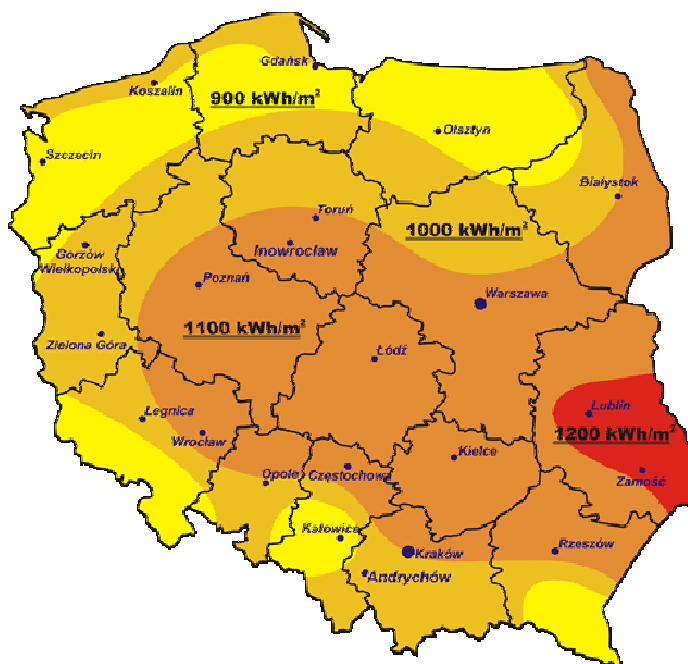 Gdańsk
Koszalin
900 kWh/m²
Olsztyn
Szczecin
Białystok
Toruń
1000 kWh/m²
Gorzów
Wielkopolski
Inowrocław
Poznań
Warszawa
1100 kWh/m²
Zielona Góra
Łódź
Legnica
Lublin
Wrocław
1200 kWh/m²
Kielce
Opole
Częstochowa
Zamość
Katowice
Kraków
Rzeszów
Andrychów